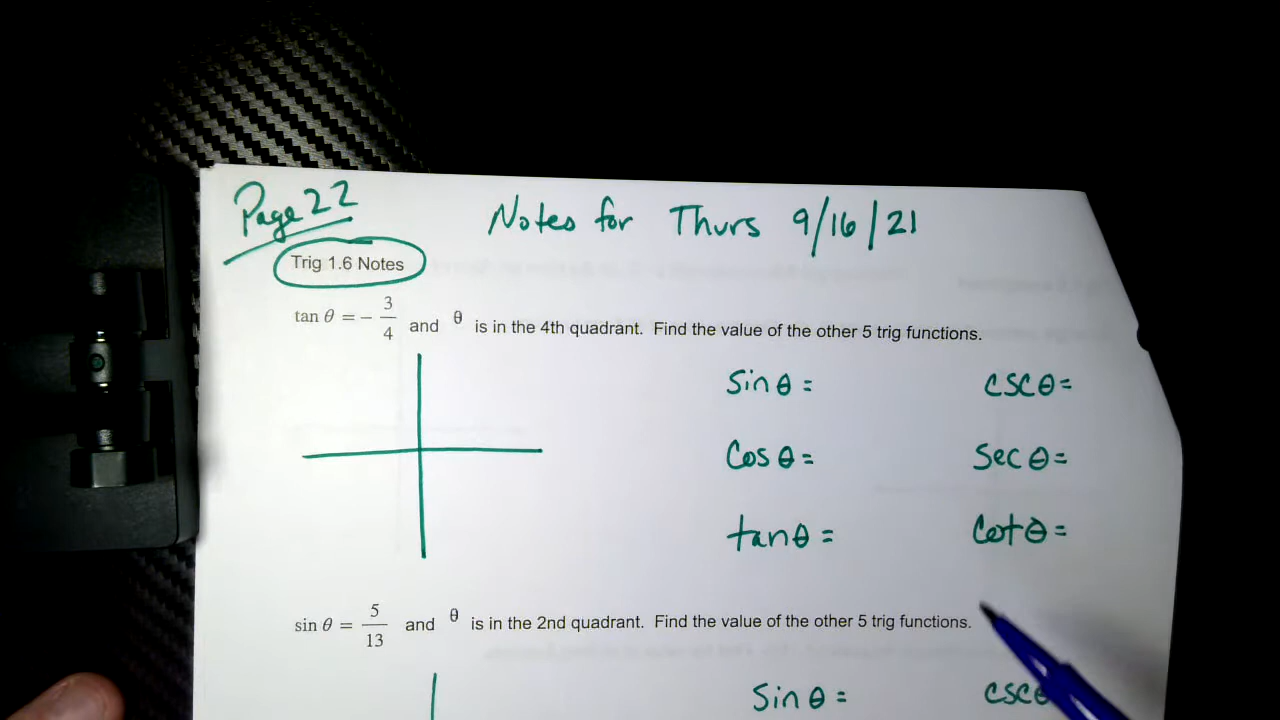 Page 22
Notes for Thurs 9/16/21
Trig 1.6 Notes
tan θ = - 3/4 and θ is in the 4th quadrant. Find the value of the other 5 trig functions.
sin θ = csc θ =
cos θ = sec θ =
tan θ = cot θ =
sin θ = 5/13 and θ is in the 2nd quadrant. Find the value of the other 5 trig functions.
sin θ = csc θ